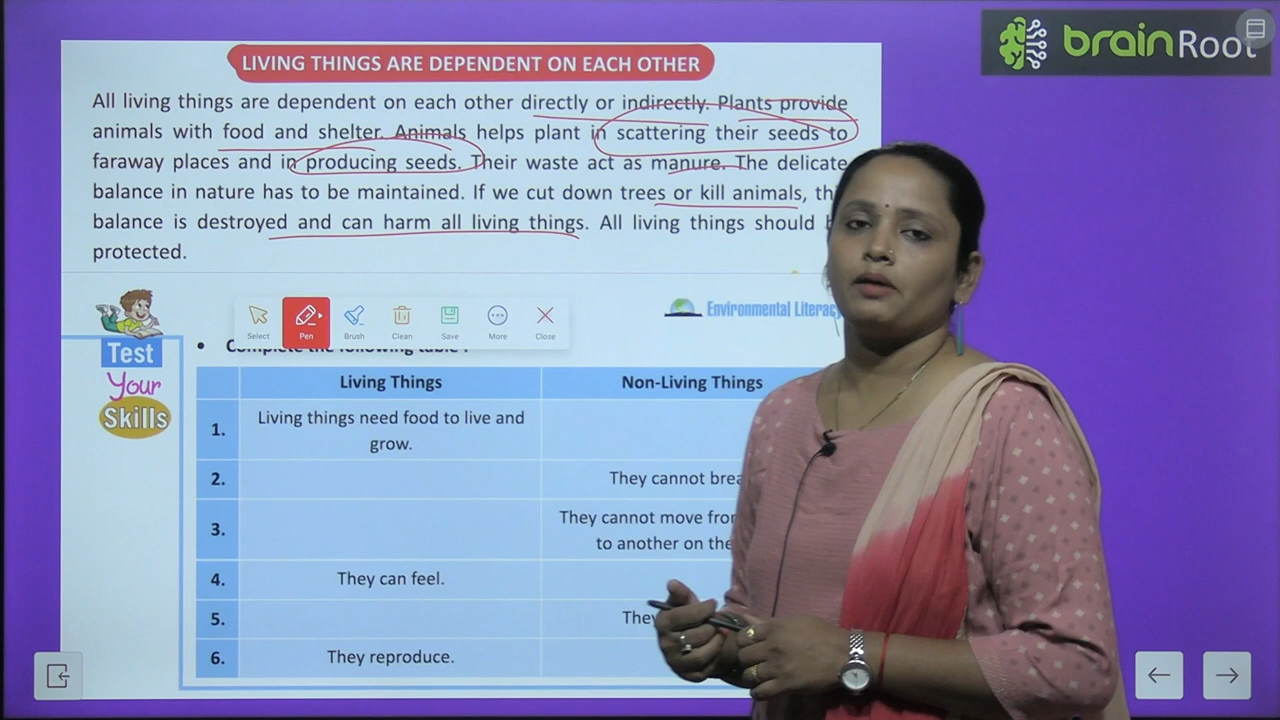 brainRoot
LIVING THINGS ARE DEPENDENT ON EACH OTHER
All living things are dependent on each other directly or indirectly. Plants provide
animals with food and shelter. Animals helps plant in scattering their seeds to
faraway places and in producing seeds. Their waste act as manure. The delicate
balance in nature has to be maintained. If we cut down trees or kill animals,
balance is destroyed and can harm all living things. All living things should
protected.
Environmental Literacy
Select
Pen
Brush
Clean
Save
More
Close
Test
Your
Skills
• Complete the following table :
Living Things
Non-Living Things
1.
Living things need food to live and
grow.
2.
They cannot
3.
They cannot move
to another on
4.
They can feel.
5.
6.
They reproduce.